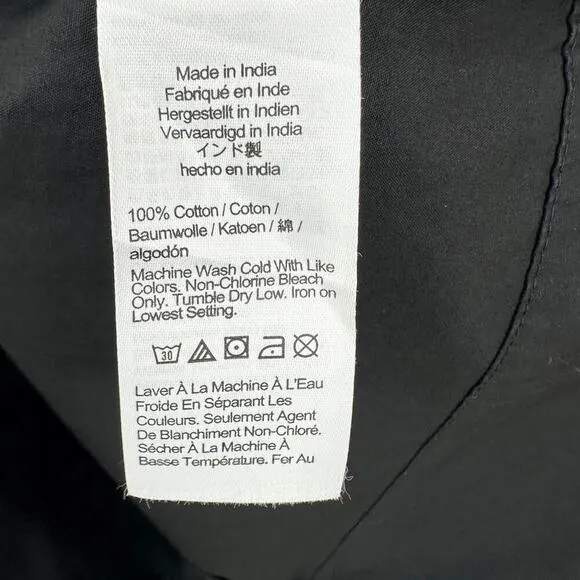 Made in India
Fabriqué en Inde
Hergestellt in Indien
Vervaardigd in India
インド製
hecho en india
100% Cotton / Coton /
Baumwolle / Katoen / 綿 /
algodón
Machine Wash Cold With Like
Colors. Non-Chlorine Bleach
Only. Tumble Dry Low. Iron on
Lowest Setting.
30
Laver À La Machine À L'Eau
Froide En Séparant Les
Couleurs. Seulement Agent
De Blanchiment Non-Chloré.
Sécher À La Machine À
Basse Température. Fer Au